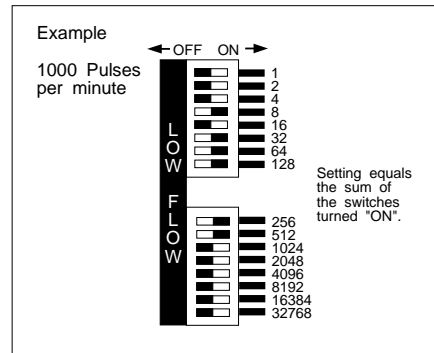 Example
OFF ON
1000 Pulses
per minute
1
2
4
8
16
32
64
128
LOW
FLOW
Setting equals
the sum of
the switches
turned "ON".
256
512
1024
2048
4096
8192
16384
32768